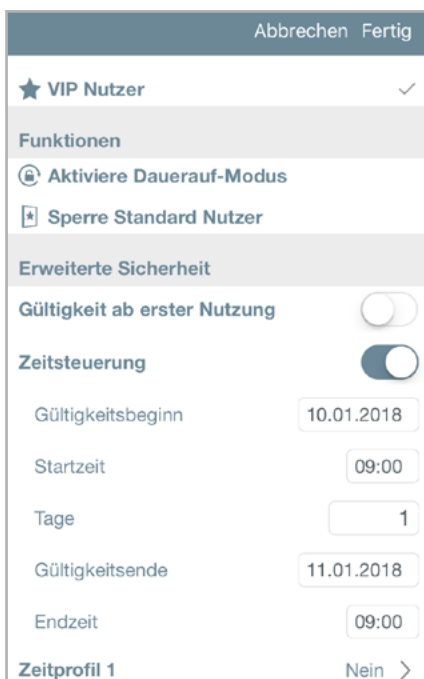 Abbrechen Fertig
VIP Nutzer
Funktionen
Aktiviere Dauerauf-Modus
Sperre Standard Nutzer
Erweiterte Sicherheit
Gültigkeit ab erster Nutzung
Zeitsteuerung
Gültigkeitsbeginn 10.01.2018
Startzeit 09:00
Tage 1
Gültigkeitsende 11.01.2018
Endzeit 09:00
Zeitprofil 1 Nein